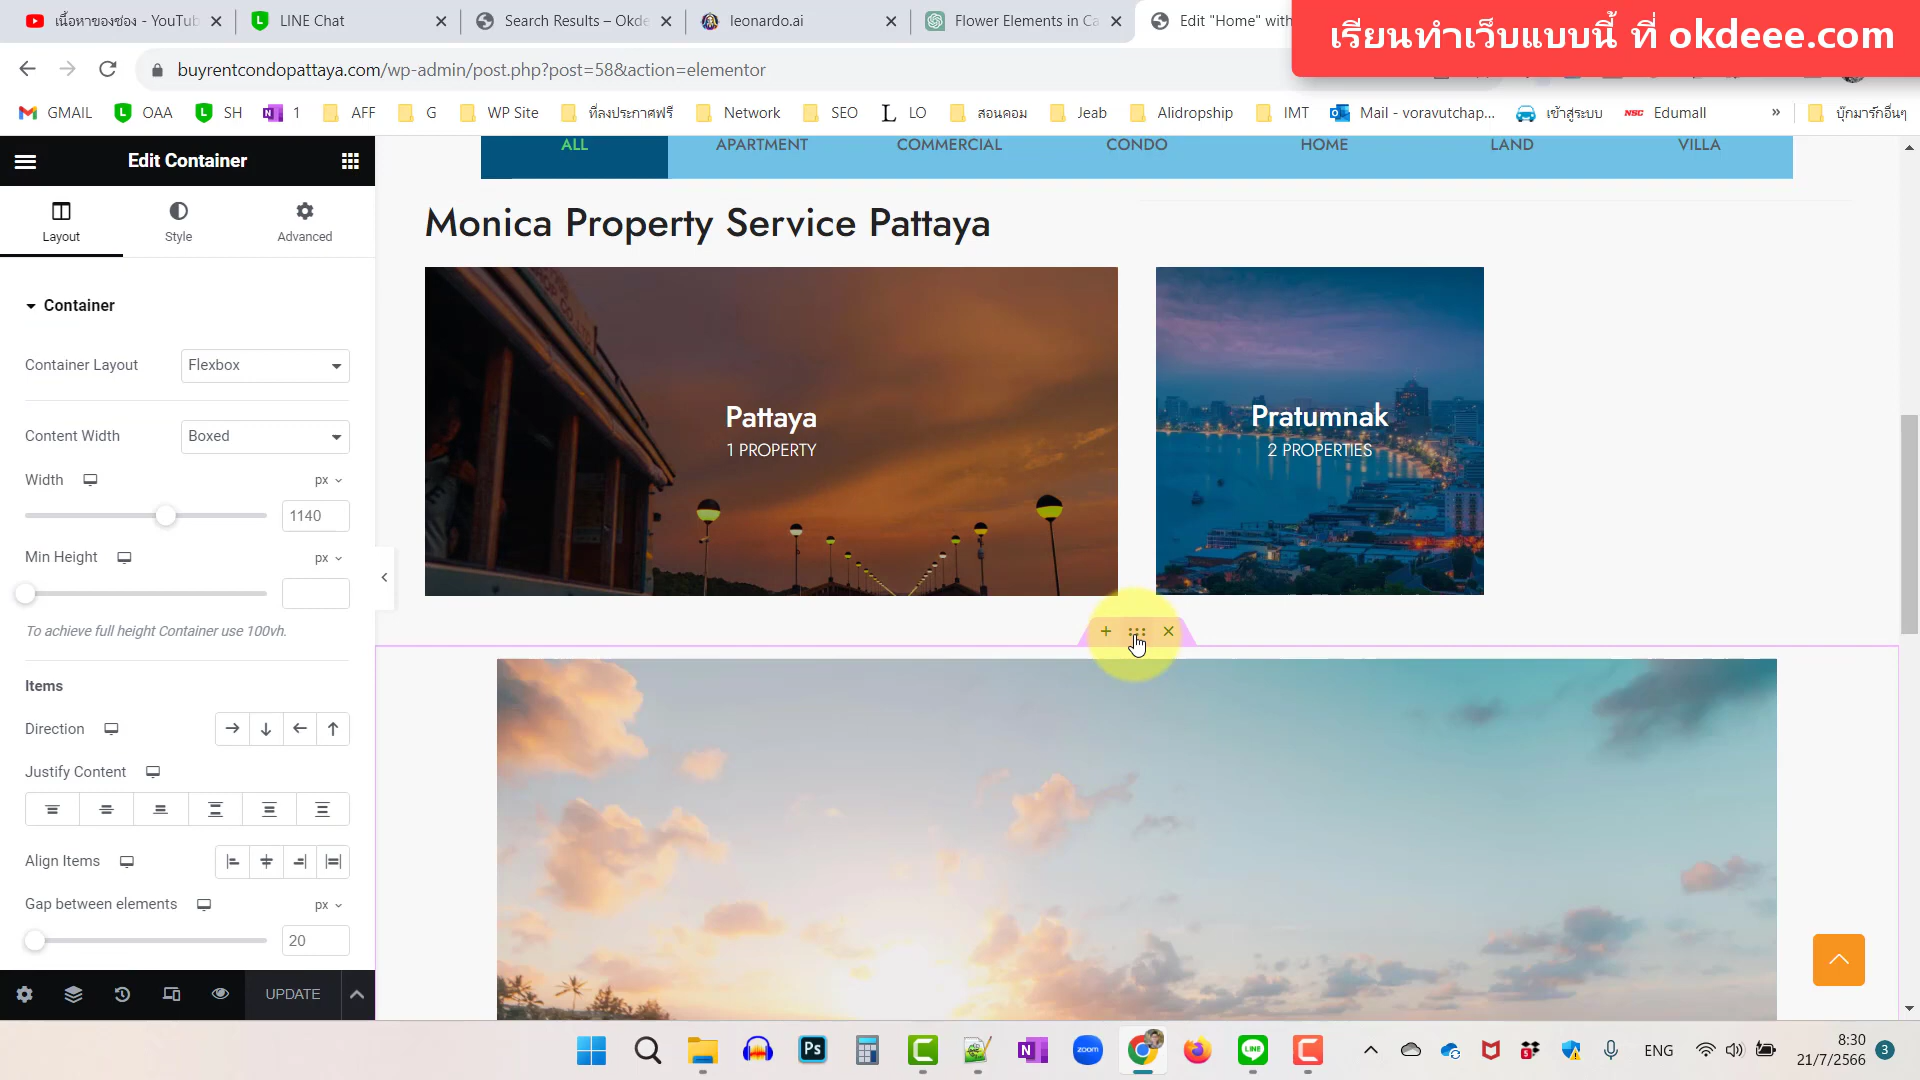 เนื้อหาของช่อง - YouTub
LINE Chat
Search Results – Okde
leonardo.ai
Flower Elements in Ca
Edit "Home" with
เรียนทำเว็บแบบนี้ ที่ okdeee.com
buyrentcondopattaya.com/wp-admin/post.php?post=58&action=elementor
GMAIL
OAA
SH
1
AFF
G
WP Site
ที่ลงประกาศฟรี
Network
SEO
LO
สอนคอม
Jeab
Alidropship
IMT
Mail - voravutchap...
เข้าสู่ระบบ
NSC
Edumall
»
บุ๊กมาร์กอื่นๆ
Edit Container
Layout
Style
Advanced
Container
Container Layout
Flexbox
Content Width
Boxed
Width
px
1140
Min Height
px
To achieve full height Container use 100vh.
Items
Direction
Justify Content
Align Items
Gap between elements
px
20
UPDATE
ALL
APARTMENT
COMMERCIAL
CONDO
HOME
LAND
VILLA
Monica Property Service Pattaya
Pattaya
1 PROPERTY
Pratumnak
2 PROPERTIES
Ps
zoom
LINE
ENG
8:30
21/7/2566
3